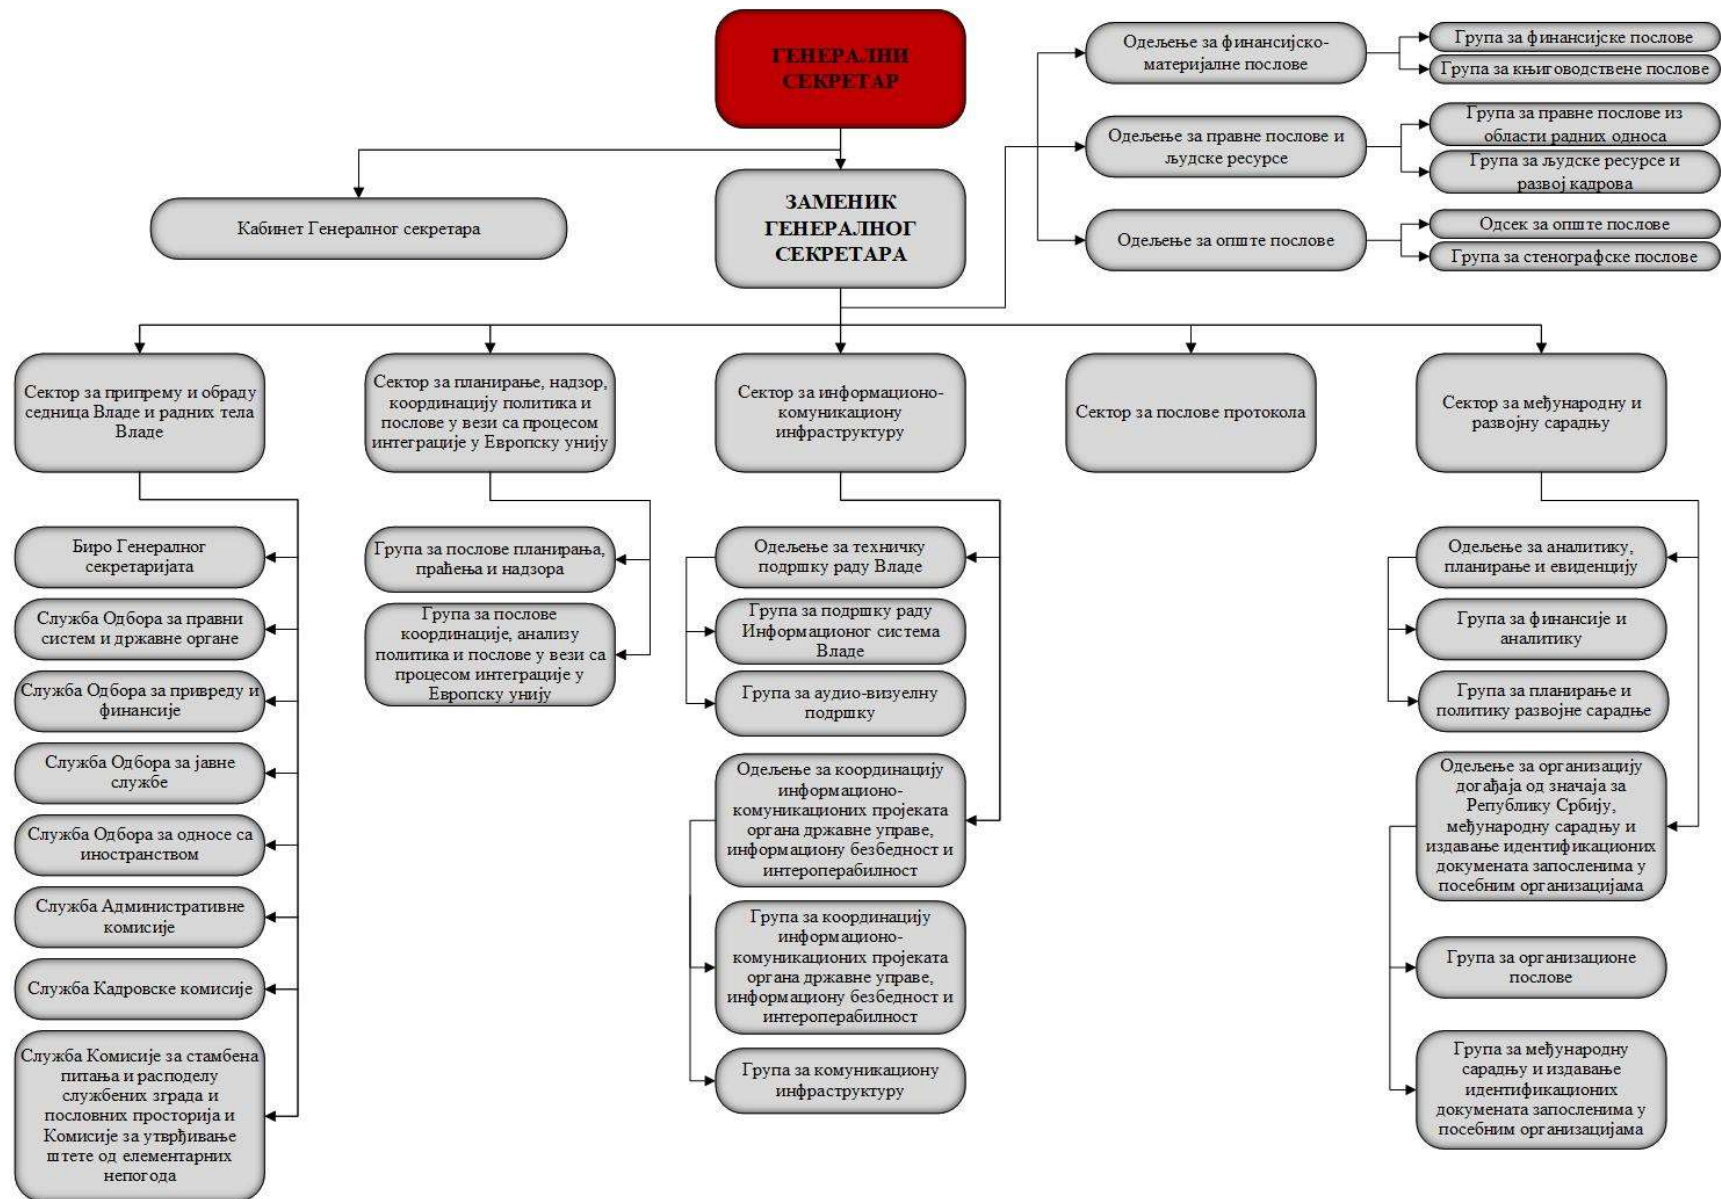 ГЕНЕРАЛНИ
СЕКРЕТАР
Кабинет Генералног секретара
ЗАМЕНИК
ГЕНЕРАЛНОГ
СЕКРЕТАРА
Одељење за финансијско-
материјалне послове
Група за финансијске послове
Група за књиговодствене послове
Одељење за правне послове и
људске ресурсе
Група за правне послове из
области радних односа
Група за људске ресурсе и
развој кадрова
Одељење за опште послове
Одсек за опште послове
Група за стенографске послове
Сектор за припрему и обраду
седница Владе и радних тела
Владе
Сектор за планирање, надзор,
координацију политика и
послове у вези са процесом
интеграције у Европску унију
Сектор за информационо-
комуникациону
инфраструктуру
Сектор за послове протокола
Сектор за међународну и
развојну сарадњу
Биро Генералног
секретаријата
Служба Одбора за правни
систем и државне органе
Служба Одбора за привреду и
финансије
Служба Одбора за јавне
службе
Служба Одбора за односе са
иностранством
Служба Административне
комисије
Служба Кадровске комисије
Служба Комисије за стамбена
питања и расподелу
службених зграда и
пословних просторија и
Комисије за утврђивање
штете од елементарних
непогода
Група за послове планирања,
праћења и надзора
Група за послове
координације, анализу
политика и послове у вези са
процесом интеграције у
Европску унију
Одељење за техничку
подршку раду Владе
Група за подршку раду
Информационог система
Владе
Група за аудио-визуелну
подршку
Одељење за координацију
информационо-
комуникационих пројеката
органа државне управе,
информациону безбедност и
интероперабилност
Група за координацију
информационо-
комуникационих пројеката
органа државне управе,
информациону безбедност и
интероперабилност
Група за комуникациону
инфраструктуру
Одељење за аналитику,
планирање и евиденцију
Група за финансије и
аналитику
Група за планирање и
политику развојне сарадње
Одељење за организацију
догађаја од значаја за
Републику Србију,
међународну сарадњу и
издавање идентификационих
докумената запосленима у
посебним организацијама
Група за организационе
послове
Група за међународну
сарадњу и издавање
идентификационих
докумената запосленима у
посебним организацијама